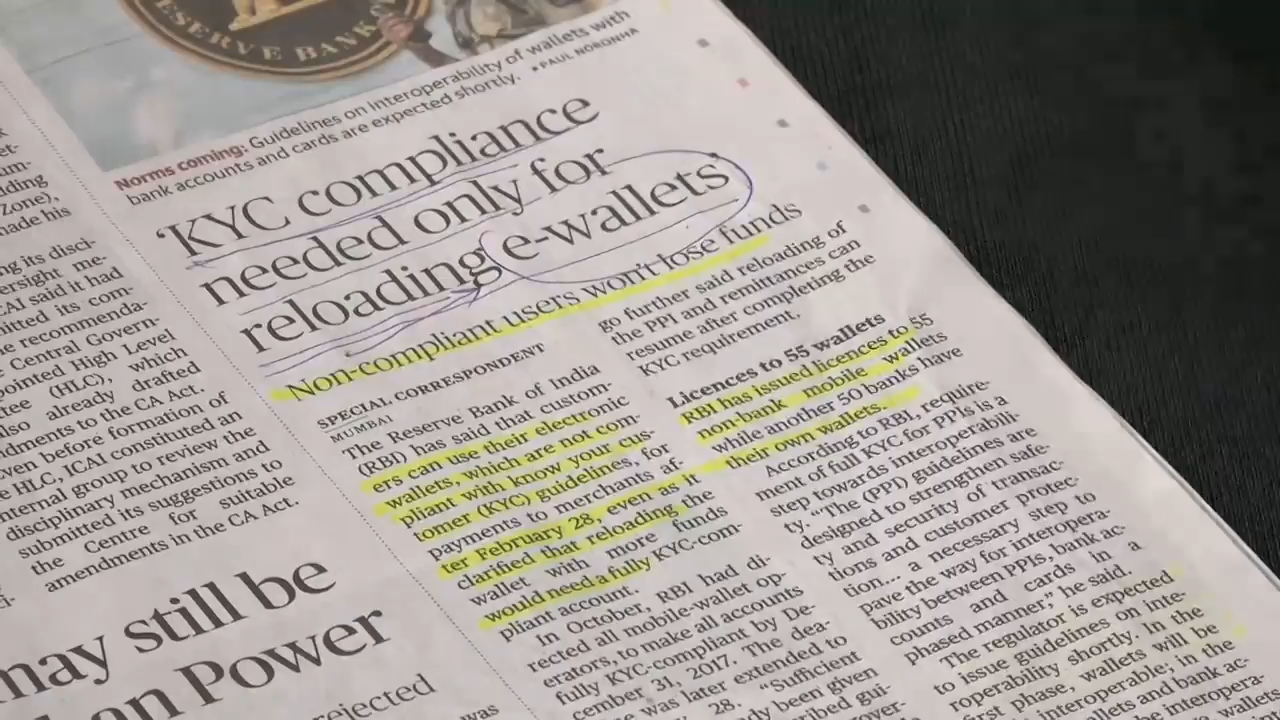 ESERVE BANK
Norms coming: Guidelines on interoperability of wallets with
bank accounts and cards are expected shortly. • PAUL NORONHA
‘KYC compliance
needed only for
reloading e-wallets’
Non-compliant users won't lose funds
SPECIAL CORRESPONDENT
MUMBAI
The Reserve Bank of India
(RBI) has said that custom-
ers can use their electronic
wallets, which are not com-
pliant with know your cus-
tomer (KYC) guidelines, for
payments to merchants af-
ter February 28, even as it
clarified that reloading the
wallet with more funds
would need a fully KYC-com-
pliant account.
In October, RBI had di-
rected all mobile-wallet op-
erators, to make all accounts
fully KYC-compliant by De-
cember 31, 2017. The dea-
was later extended to
28. “Sufficient
been given
go further said reloading of
the PPI and remittances can
resume after completing the
KYC requirement.
Licences to 55 wallets
RBI has issued licences to 55
non-bank mobile wallets
while another 50 banks have
their own wallets.
According to RBI, require-
ment of full KYC for PPIs is a
step towards interoperabili-
ty. “The (PPI) guidelines are
designed to strengthen safe-
ty and security of transac-
tions and customer protec-
tion... a necessary step to
pave the way for interopera-
bility between PPIs, bank ac-
counts and cards in a
phased manner,” he said.
The regulator is expected
to issue guidelines on inte-
roperability shortly. In the
first phase, wallets will be
interoperable; in the
and bank ac-
interopera-
ding
Zone),
made his
ng its disci-
ersight me-
CAI said it had
mitted its com-
recommenda-
Central Govern-
pointed High Level
tee (HLC), which
also already drafted
ndments to the CA Act.
ven before formation of
HLC, ICAI constituted an
ternal group to review the
disciplinary mechanism and
submitted its suggestions to
the Centre for suitable
amendments in the CA Act.
may still be
an Power
rejected
was